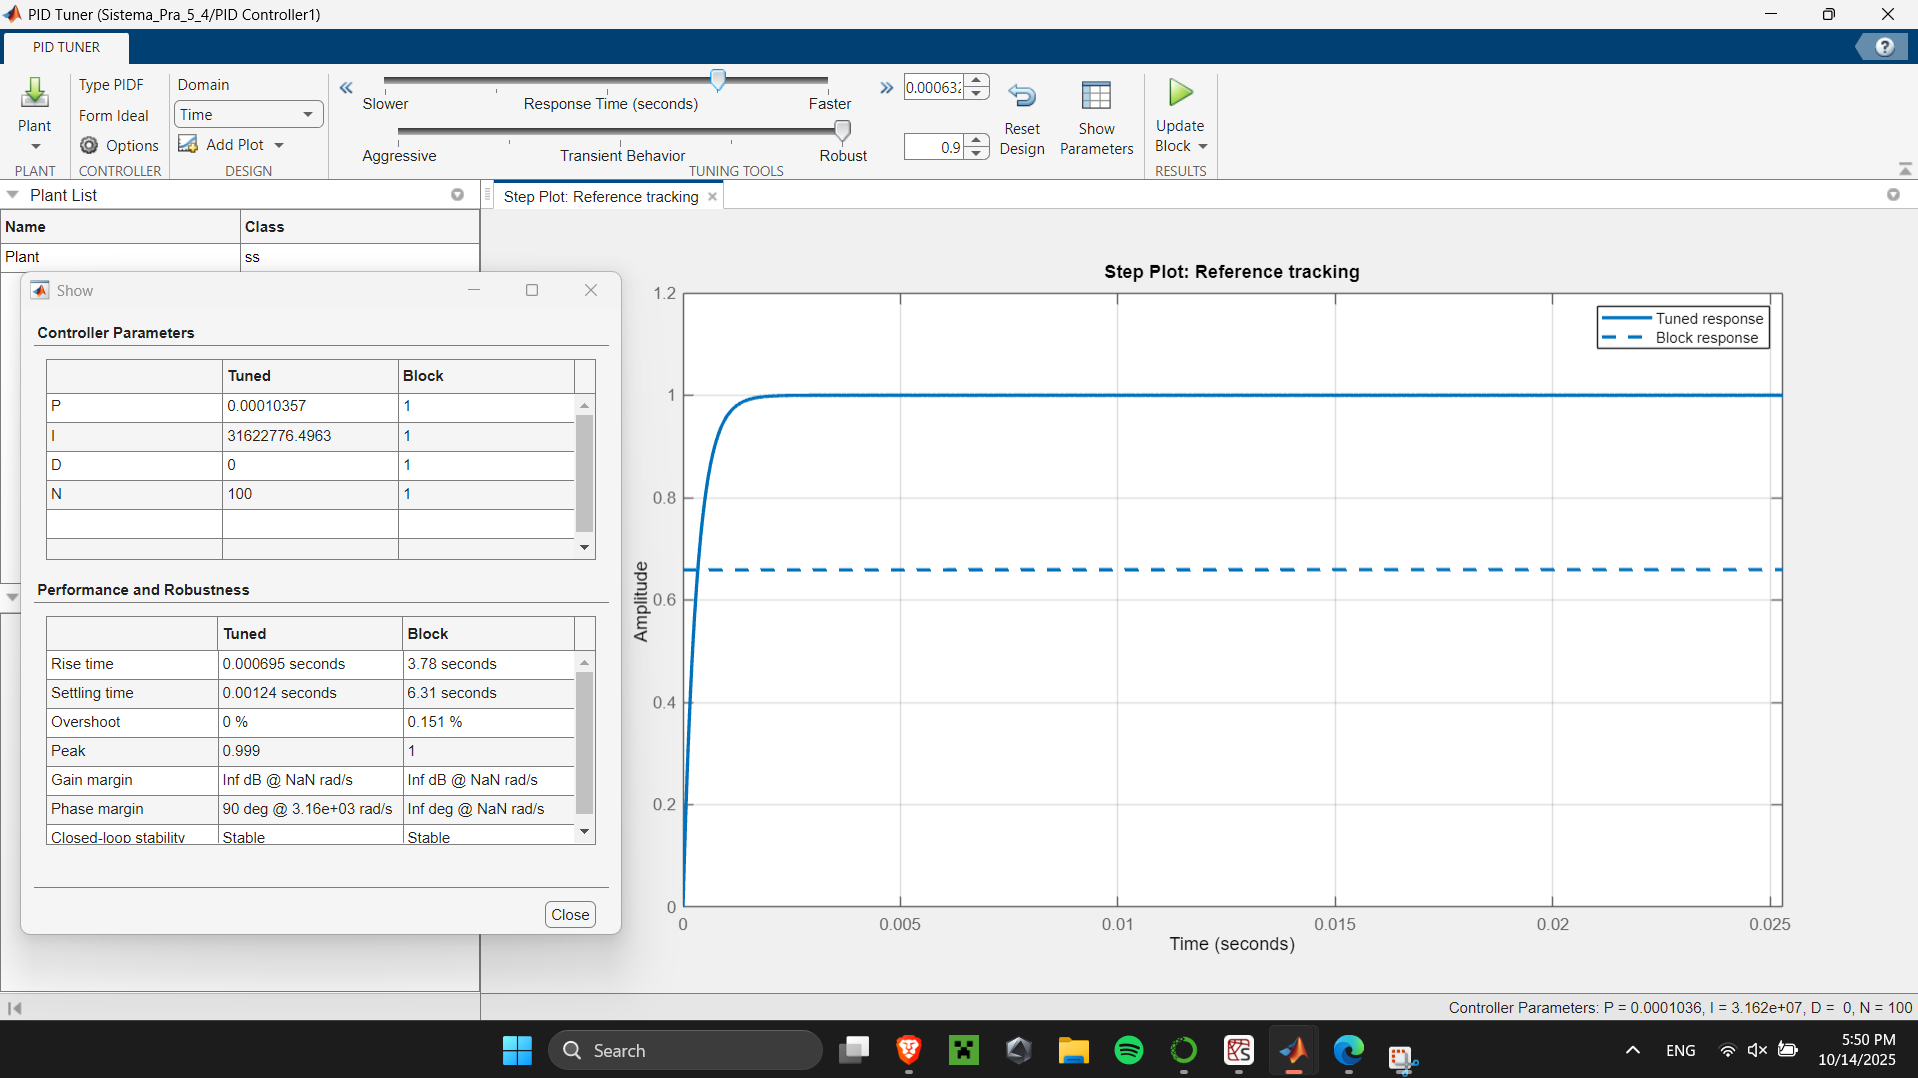 PID Tuner (Sistema_Pra_5_4/PID Controller1)
PID TUNER
Plant
PLANT
Type PIDF
Form Ideal
Options
CONTROLLER
Domain
Time
Add Plot
DESIGN
Slower
Response Time (seconds)
Faster
Aggressive
Transient Behavior
Robust
0.9
Reset Design
Show Parameters
TUNING TOOLS
Update Block
RESULTS
Plant List
Step Plot: Reference tracking
Name Class
Plant ss
Show
Controller Parameters
Tuned Block
P 0.00010357 1
I 31622776.4963 1
D 0 1
N 100 1
Performance and Robustness
Tuned Block
Rise time 0.000695 seconds 3.78 seconds
Settling time 0.00124 seconds 6.31 seconds
Overshoot 0 % 0.151 %
Peak 0.999 1
Gain margin Inf dB @ NaN rad/s Inf dB @ NaN rad/s
Phase margin 90 deg @ 3.16e+03 rad/s Inf deg @ NaN rad/s
Closed-loop stability Stable Stable
Close
Step Plot: Reference tracking
Tuned response
Block response
1.2
1
0.8
0.6
0.4
0.2
0
Amplitude
0 0.005 0.01 0.015 0.02 0.025
Time (seconds)
Controller Parameters: P = 0.0001036, I = 3.162e+07, D = 0, N = 100
Search
ENG
5:50 PM
10/14/2025